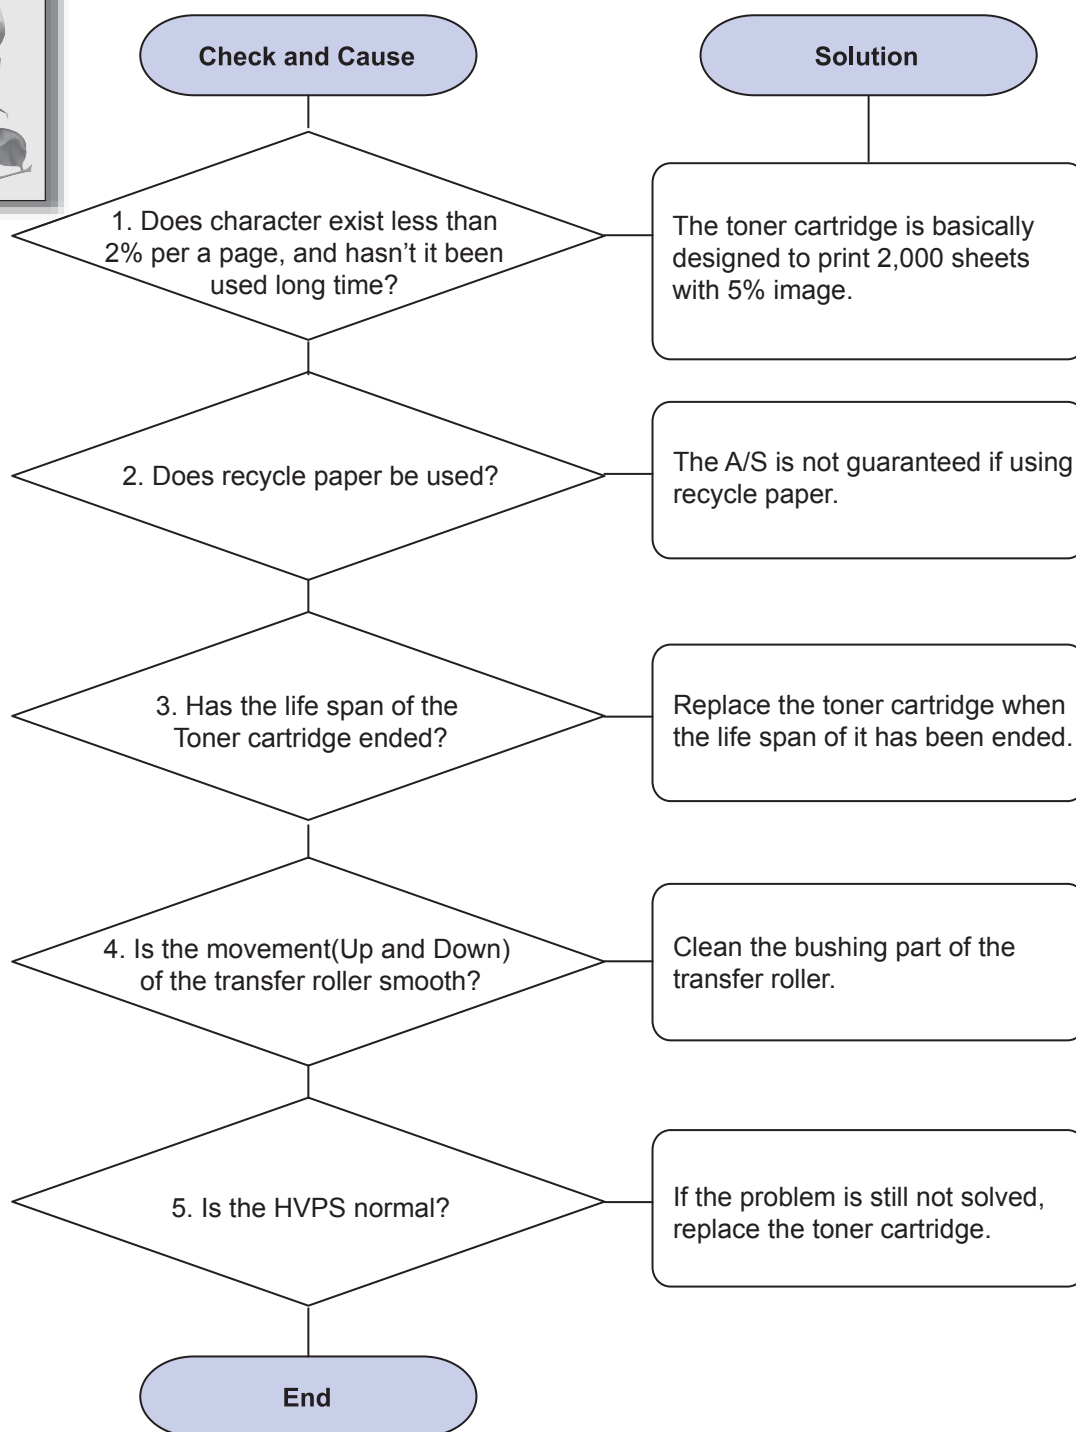 Check and Cause
Solution
1. Does character exist less than
2% per a page, and hasn’t it been
used long time?
The toner cartridge is basically
designed to print 2,000 sheets
with 5% image.
2. Does recycle paper be used?
The A/S is not guaranteed if using
recycle paper.
3. Has the life span of the
Toner cartridge ended?
Replace the toner cartridge when
the life span of it has been ended.
4. Is the movement(Up and Down)
of the transfer roller smooth?
Clean the bushing part of the
transfer roller.
5. Is the HVPS normal?
If the problem is still not solved,
replace the toner cartridge.
End